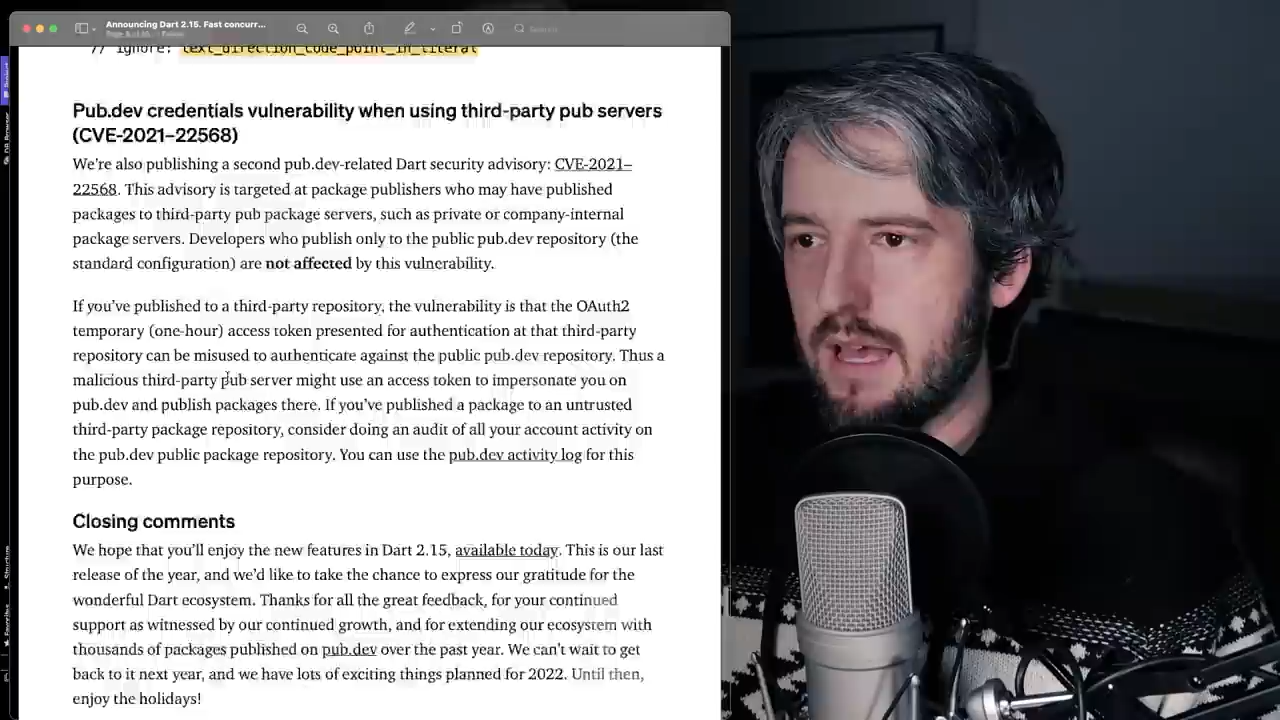 Announcing Dart 2.15. Fast concurr...
Search
// ignore: text_direction_code_point_in_literal
Pub.dev credentials vulnerability when using third-party pub servers
(CVE-2021–22568)
We’re also publishing a second pub.dev-related Dart security advisory: CVE-2021–
22568. This advisory is targeted at package publishers who may have published
packages to third-party pub package servers, such as private or company-internal
package servers. Developers who publish only to the public pub.dev repository (the
standard configuration) are not affected by this vulnerability.
If you’ve published to a third-party repository, the vulnerability is that the OAuth2
temporary (one-hour) access token presented for authentication at that third-party
repository can be misused to authenticate against the public pub.dev repository. Thus a
malicious third-party pub server might use an access token to impersonate you on
pub.dev and publish packages there. If you’ve published a package to an untrusted
third-party package repository, consider doing an audit of all your account activity on
the pub.dev public package repository. You can use the pub.dev activity log for this
purpose.
Closing comments
We hope that you’ll enjoy the new features in Dart 2.15, available today. This is our last
release of the year, and we’d like to take the chance to express our gratitude for the
wonderful Dart ecosystem. Thanks for all the great feedback, for your continued
support as witnessed by our continued growth, and for extending our ecosystem with
thousands of packages published on pub.dev over the past year. We can’t wait to get
back to it next year, and we have lots of exciting things planned for 2022. Until then,
enjoy the holidays!